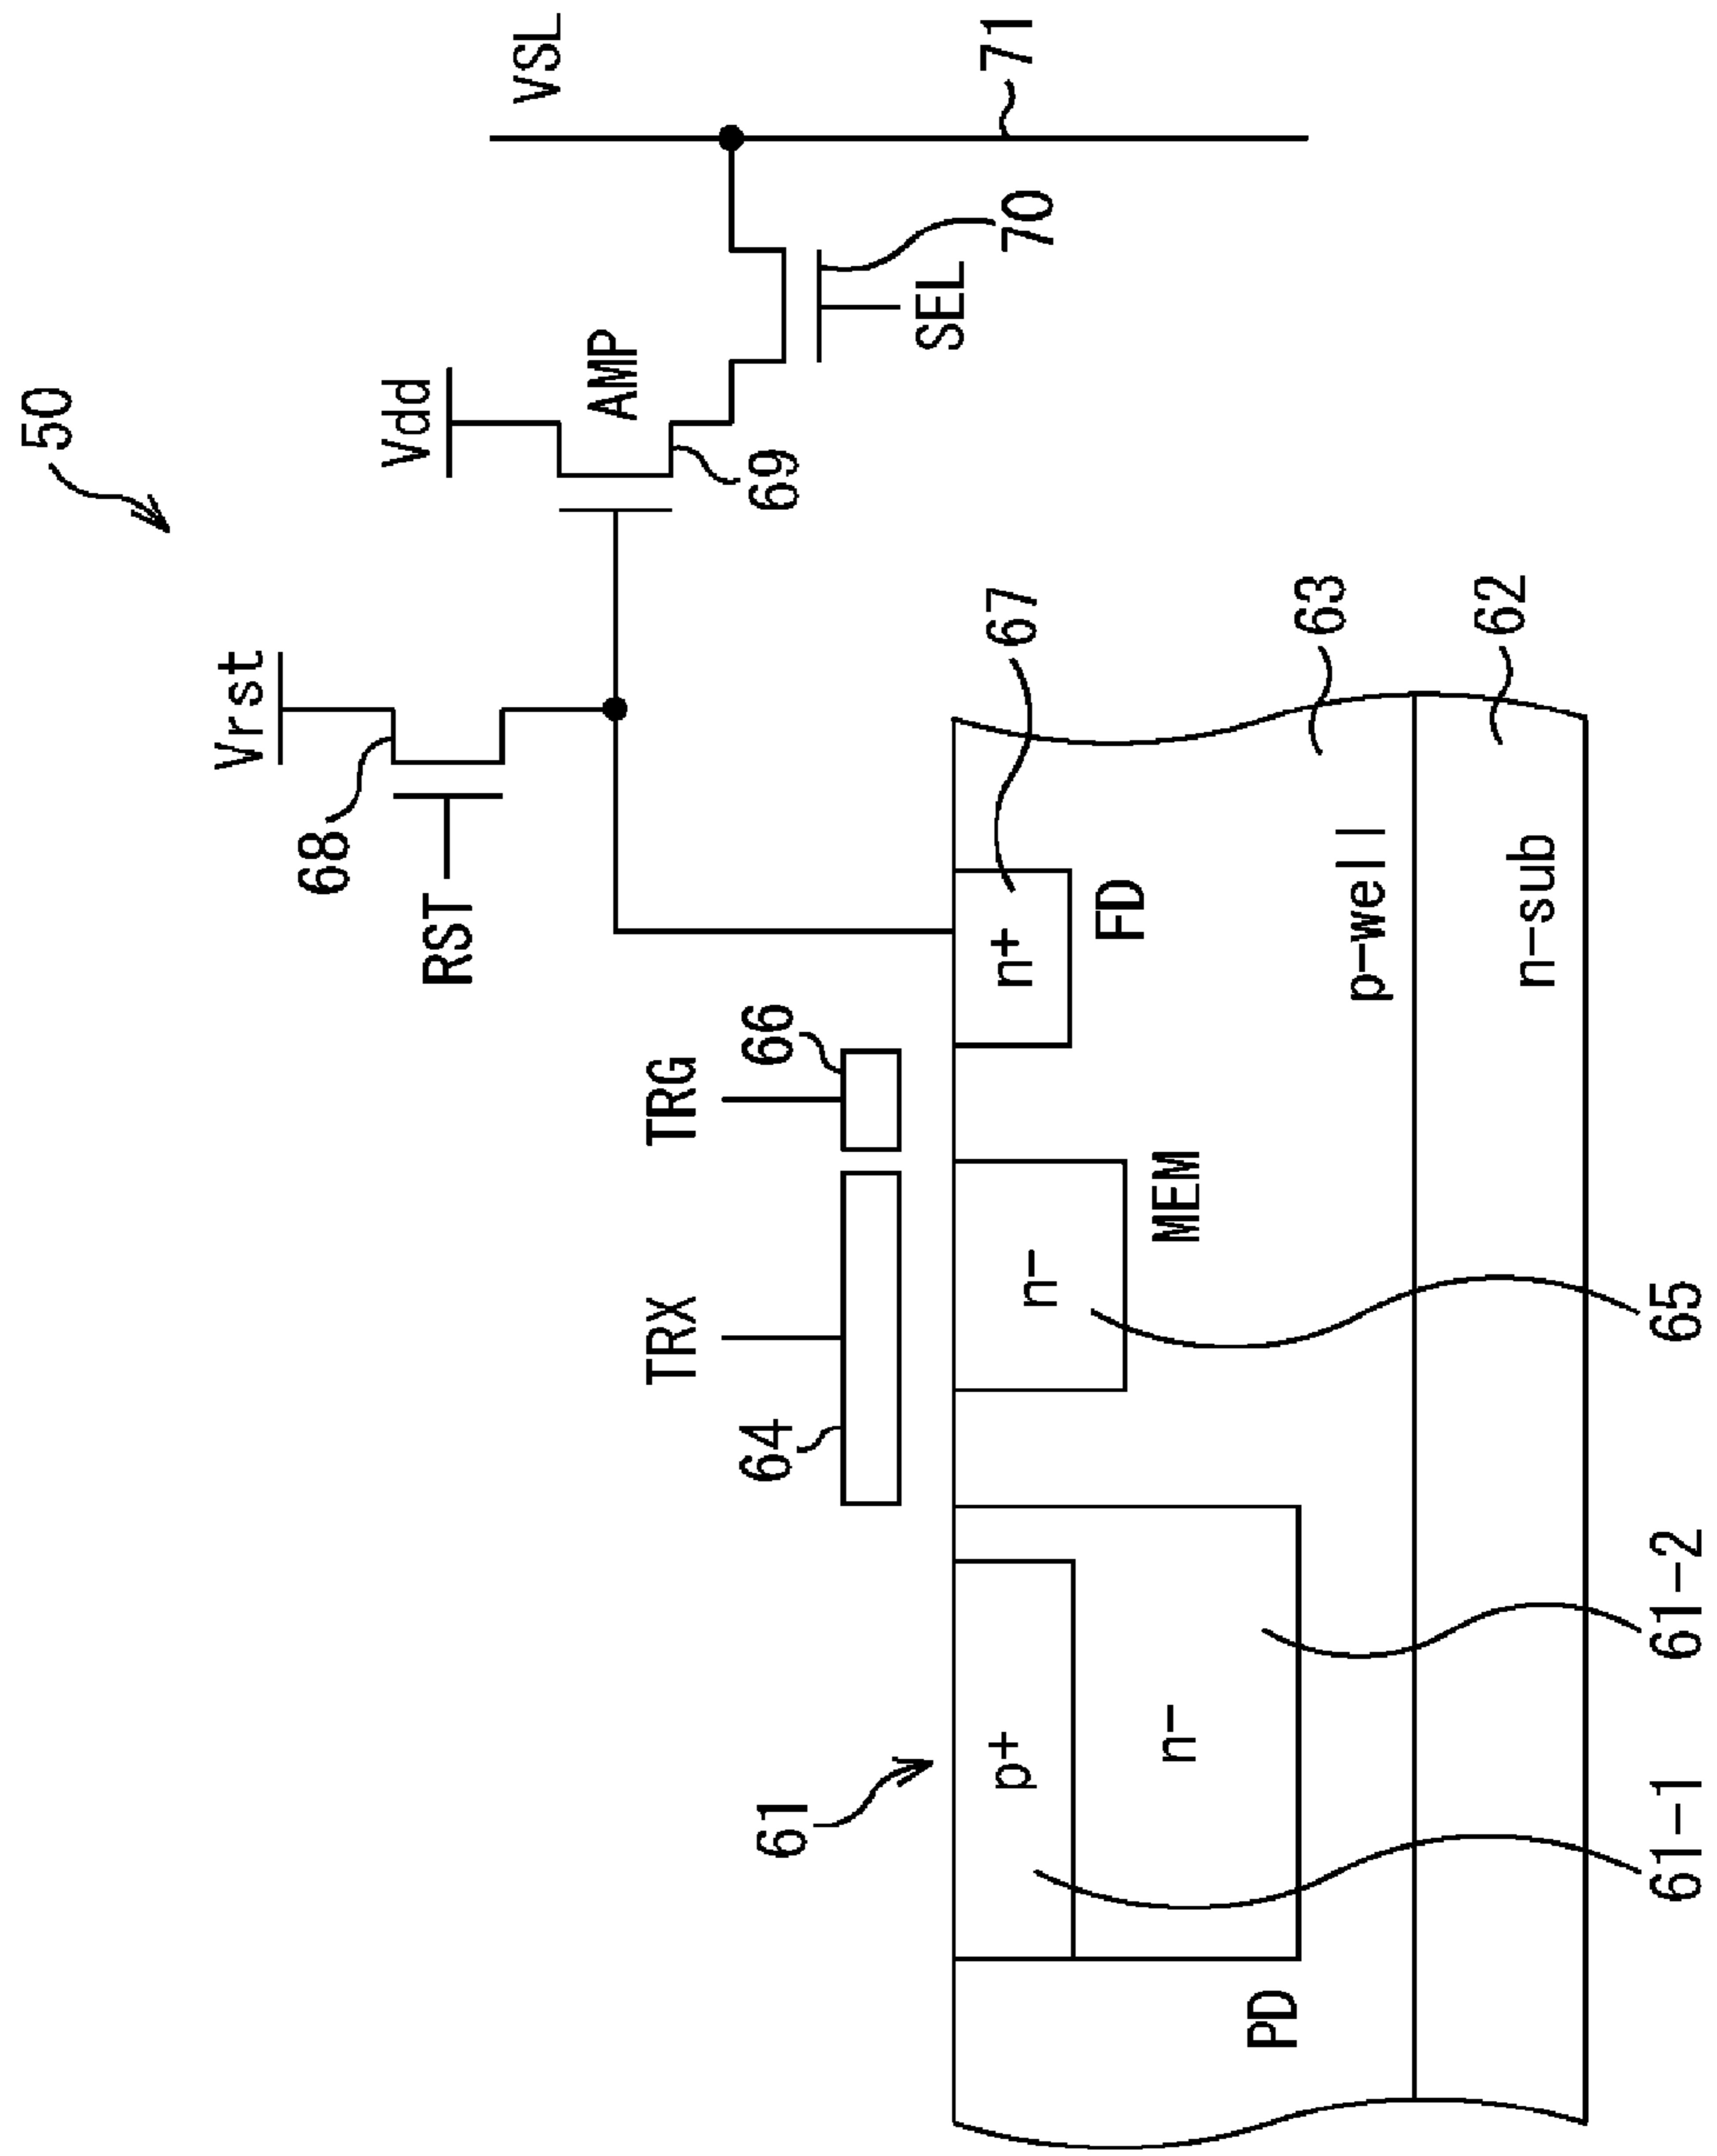 50
Vrst
68
RST
Vdd
AMP
69
VSL
SEL
70
71
TRX
64
TRG
66
61
p+
n-
PD
n-
MEM
n+
FD
67
p-well
63
n-sub
62
61-1
61-2
65